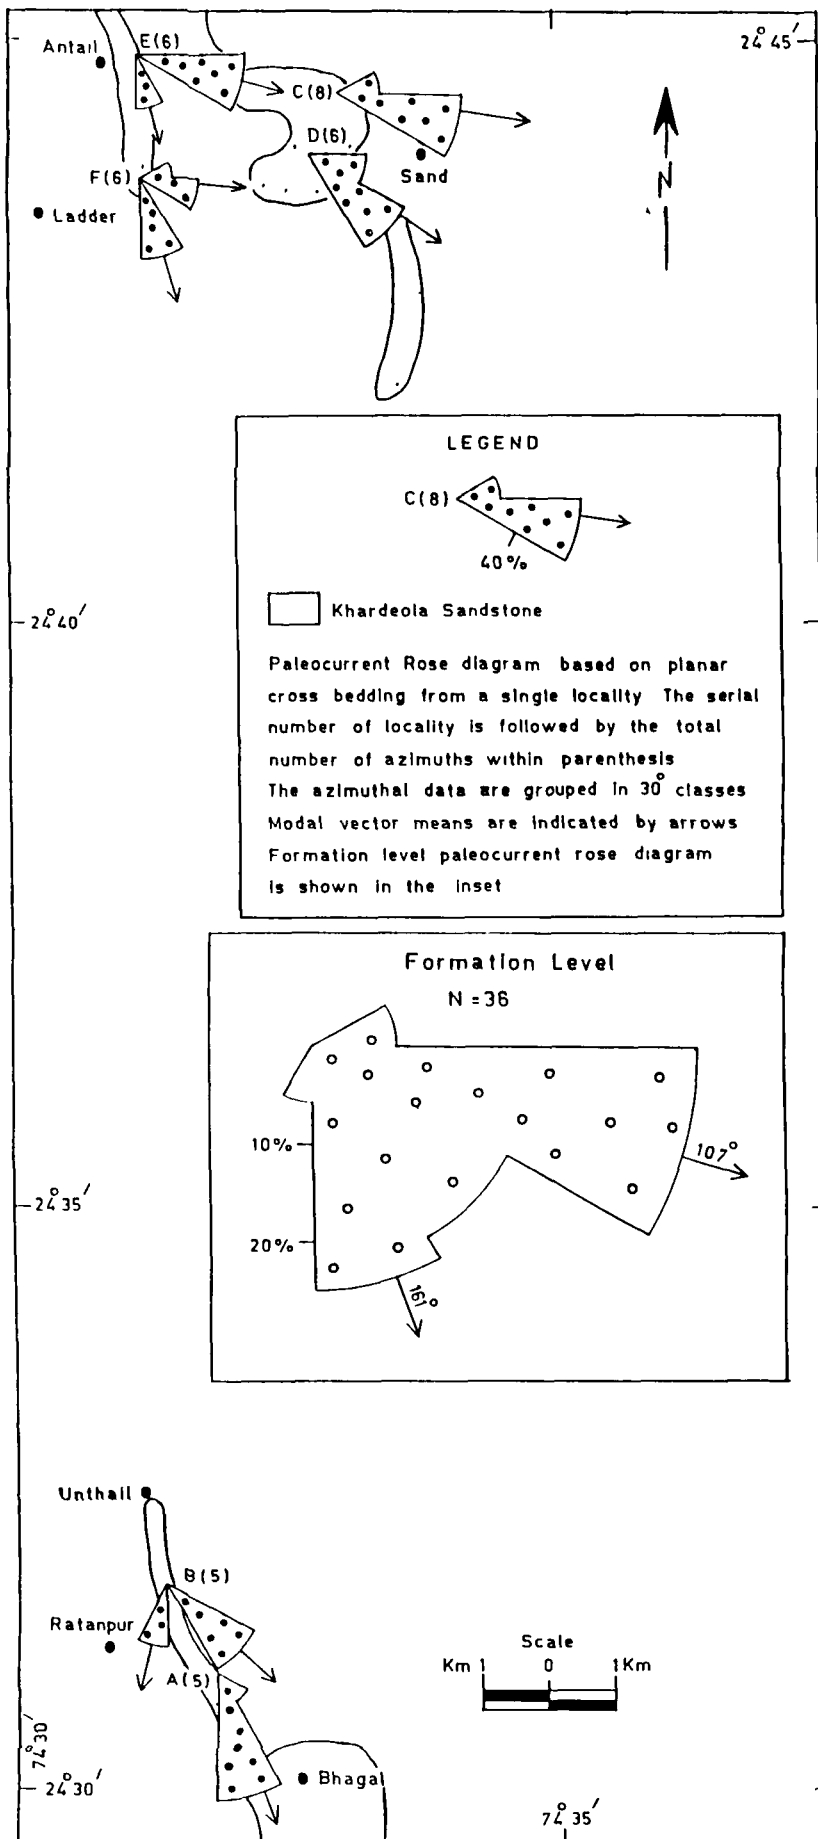 E(6)
Antail
24°45′
C(8)
D(6)
Sand
F(6)
Ladder
N
LEGEND
C(8)
40%
24°40′
Khardeola Sandstone
Paleocurrent Rose diagram based on planar
cross bedding from a single locality The serial
number of locality is followed by the total
number of azimuths within parenthesis
The azimuthal data are grouped in 30° classes
Modal vector means are indicated by arrows
Formation level paleocurrent rose diagram
is shown in the inset
Formation Level
N = 36
10%
107°
24°35′
20%
161°
Unthail
B(5)
Ratanpur
Scale
Km 1 0 1 Km
A(5)
74°30′
24°30′
Bhagal
74°35′